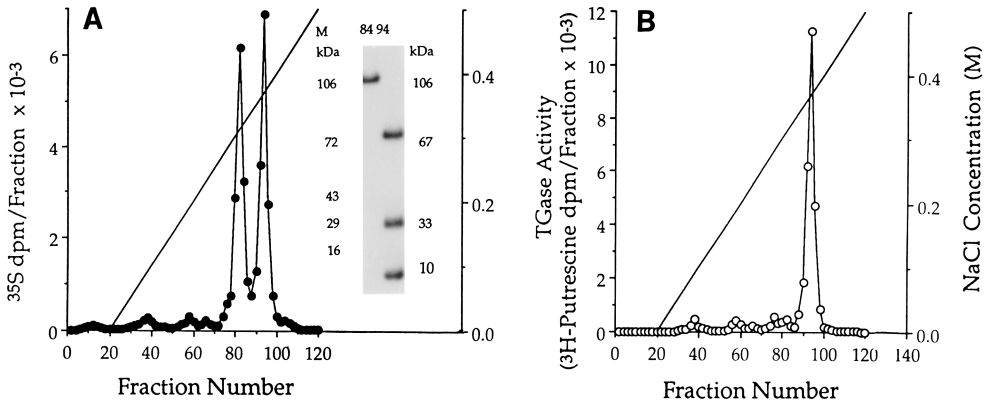 A
B
35S dpm/Fraction x 10-3
6
4
2
0
0 20 40 60 80 100 120
Fraction Number
0.4
0.2
0.0
M 84 94
kDa kDa
106 106
72 67
43
29 33
16
10
TGase Activity
(3H-Putrescine dpm/Fraction x 10-3)
12
10
8
6
4
2
0
0 20 40 60 80 100 120 140
Fraction Number
0.4
0.2
0.0
NaCl Concentration (M)